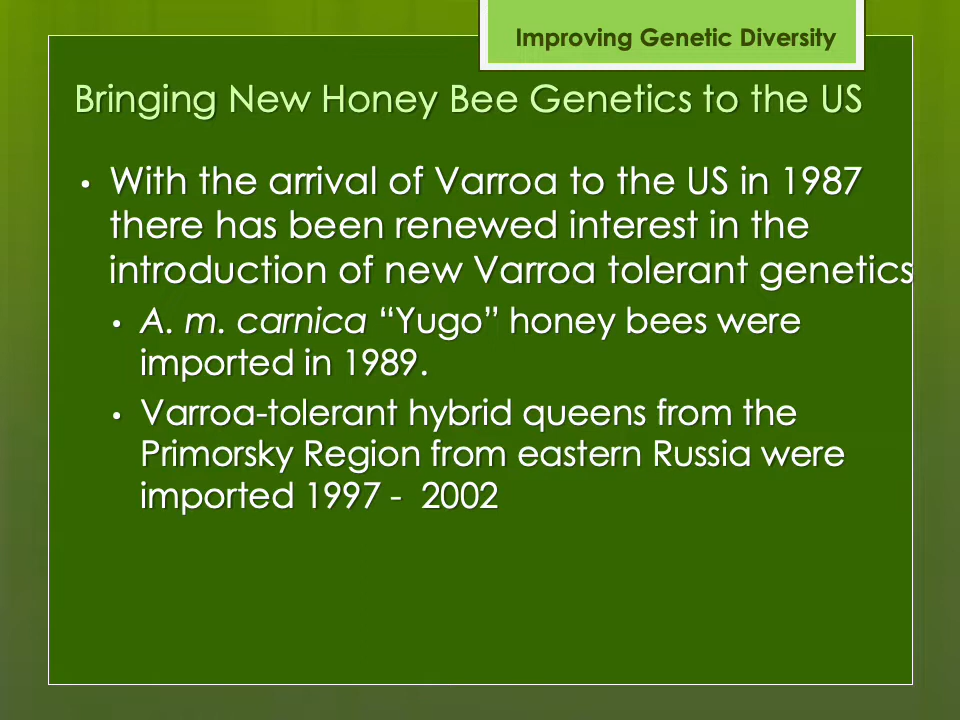 Improving Genetic Diversity
Bringing New Honey Bee Genetics to the US
• With the arrival of Varroa to the US in 1987
there has been renewed interest in the
introduction of new Varroa tolerant genetics
• A. m. carnica “Yugo” honey bees were
imported in 1989.
• Varroa-tolerant hybrid queens from the
Primorsky Region from eastern Russia were
imported 1997 - 2002